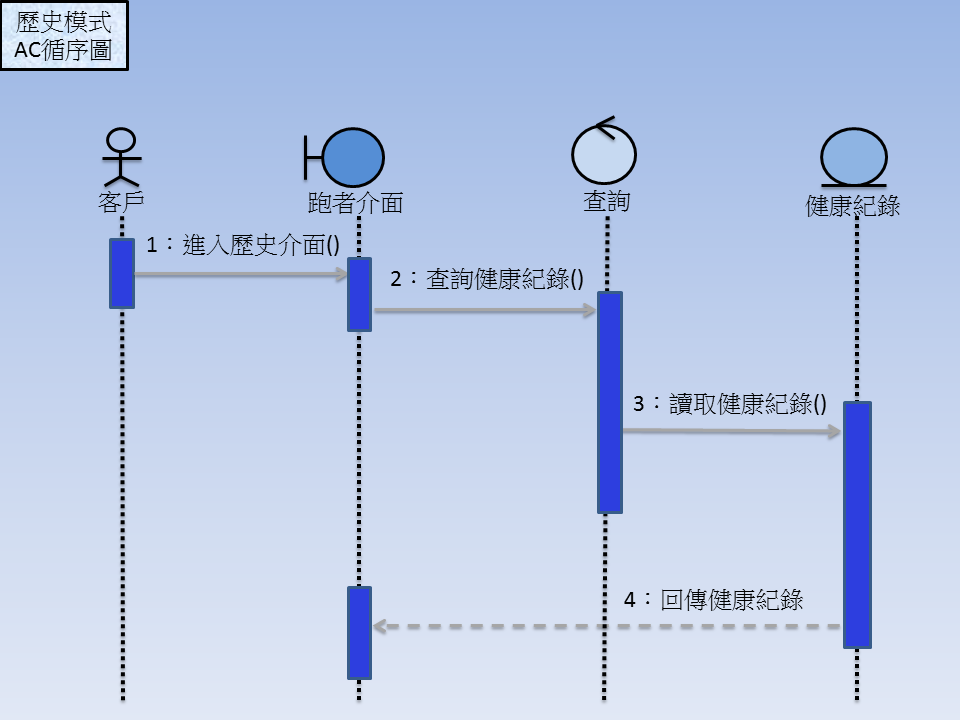 歷史模式
AC循序圖
客戶
跑者介面
查詢
健康紀錄
1：進入歷史介面()
2：查詢健康紀錄()
3：讀取健康紀錄()
4：回傳健康紀錄